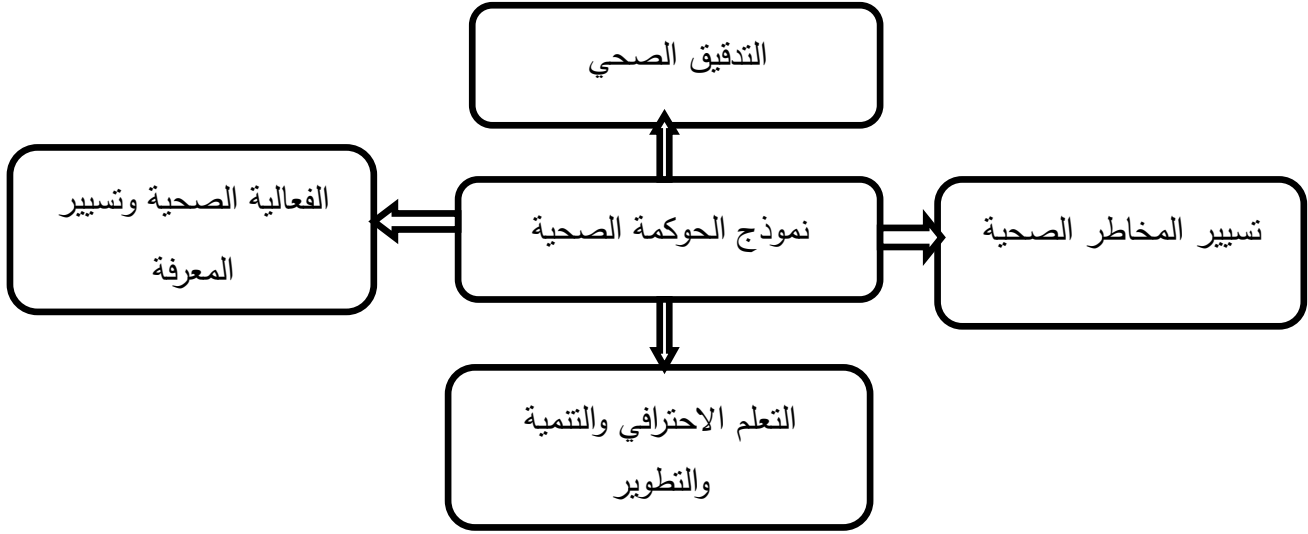 التدقيق الصحي
تسيير المخاطر الصحية
نموذج الحوكمة الصحية
الفعالية الصحية وتسيير
المعرفة
التعلم الاحترافي والتنمية
والتطوير